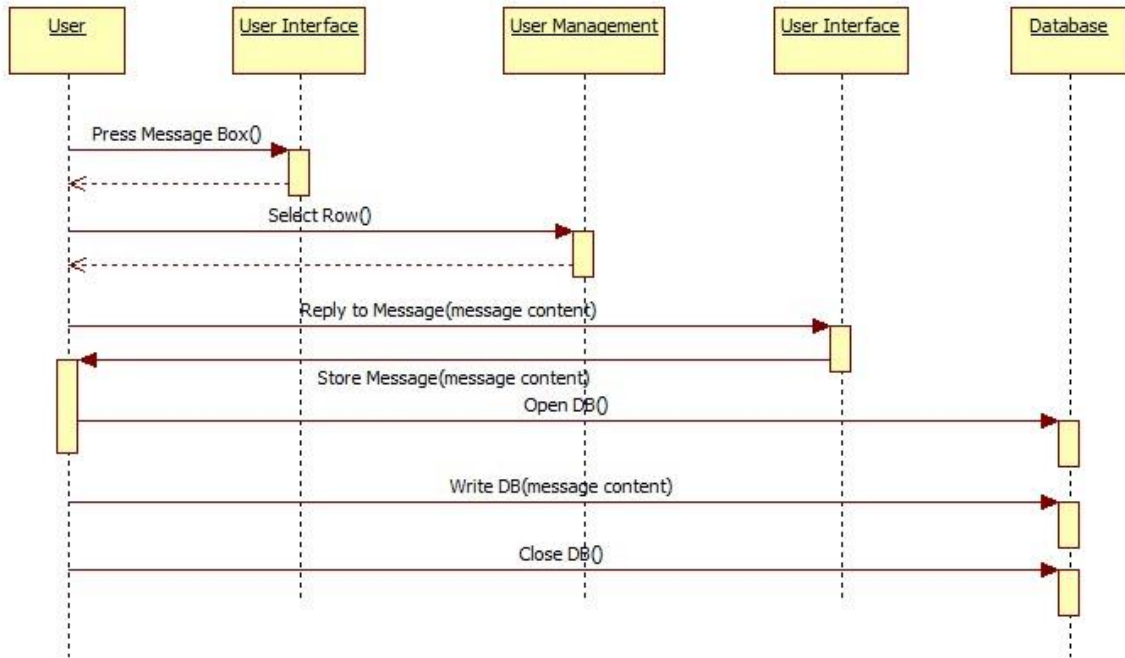 User
User Interface
User Management
User Interface
Database
Press Message Box()
Select Row()
Reply to Message(message content)
Store Message(message content)
Open DB()
Write DB(message content)
Close DB()